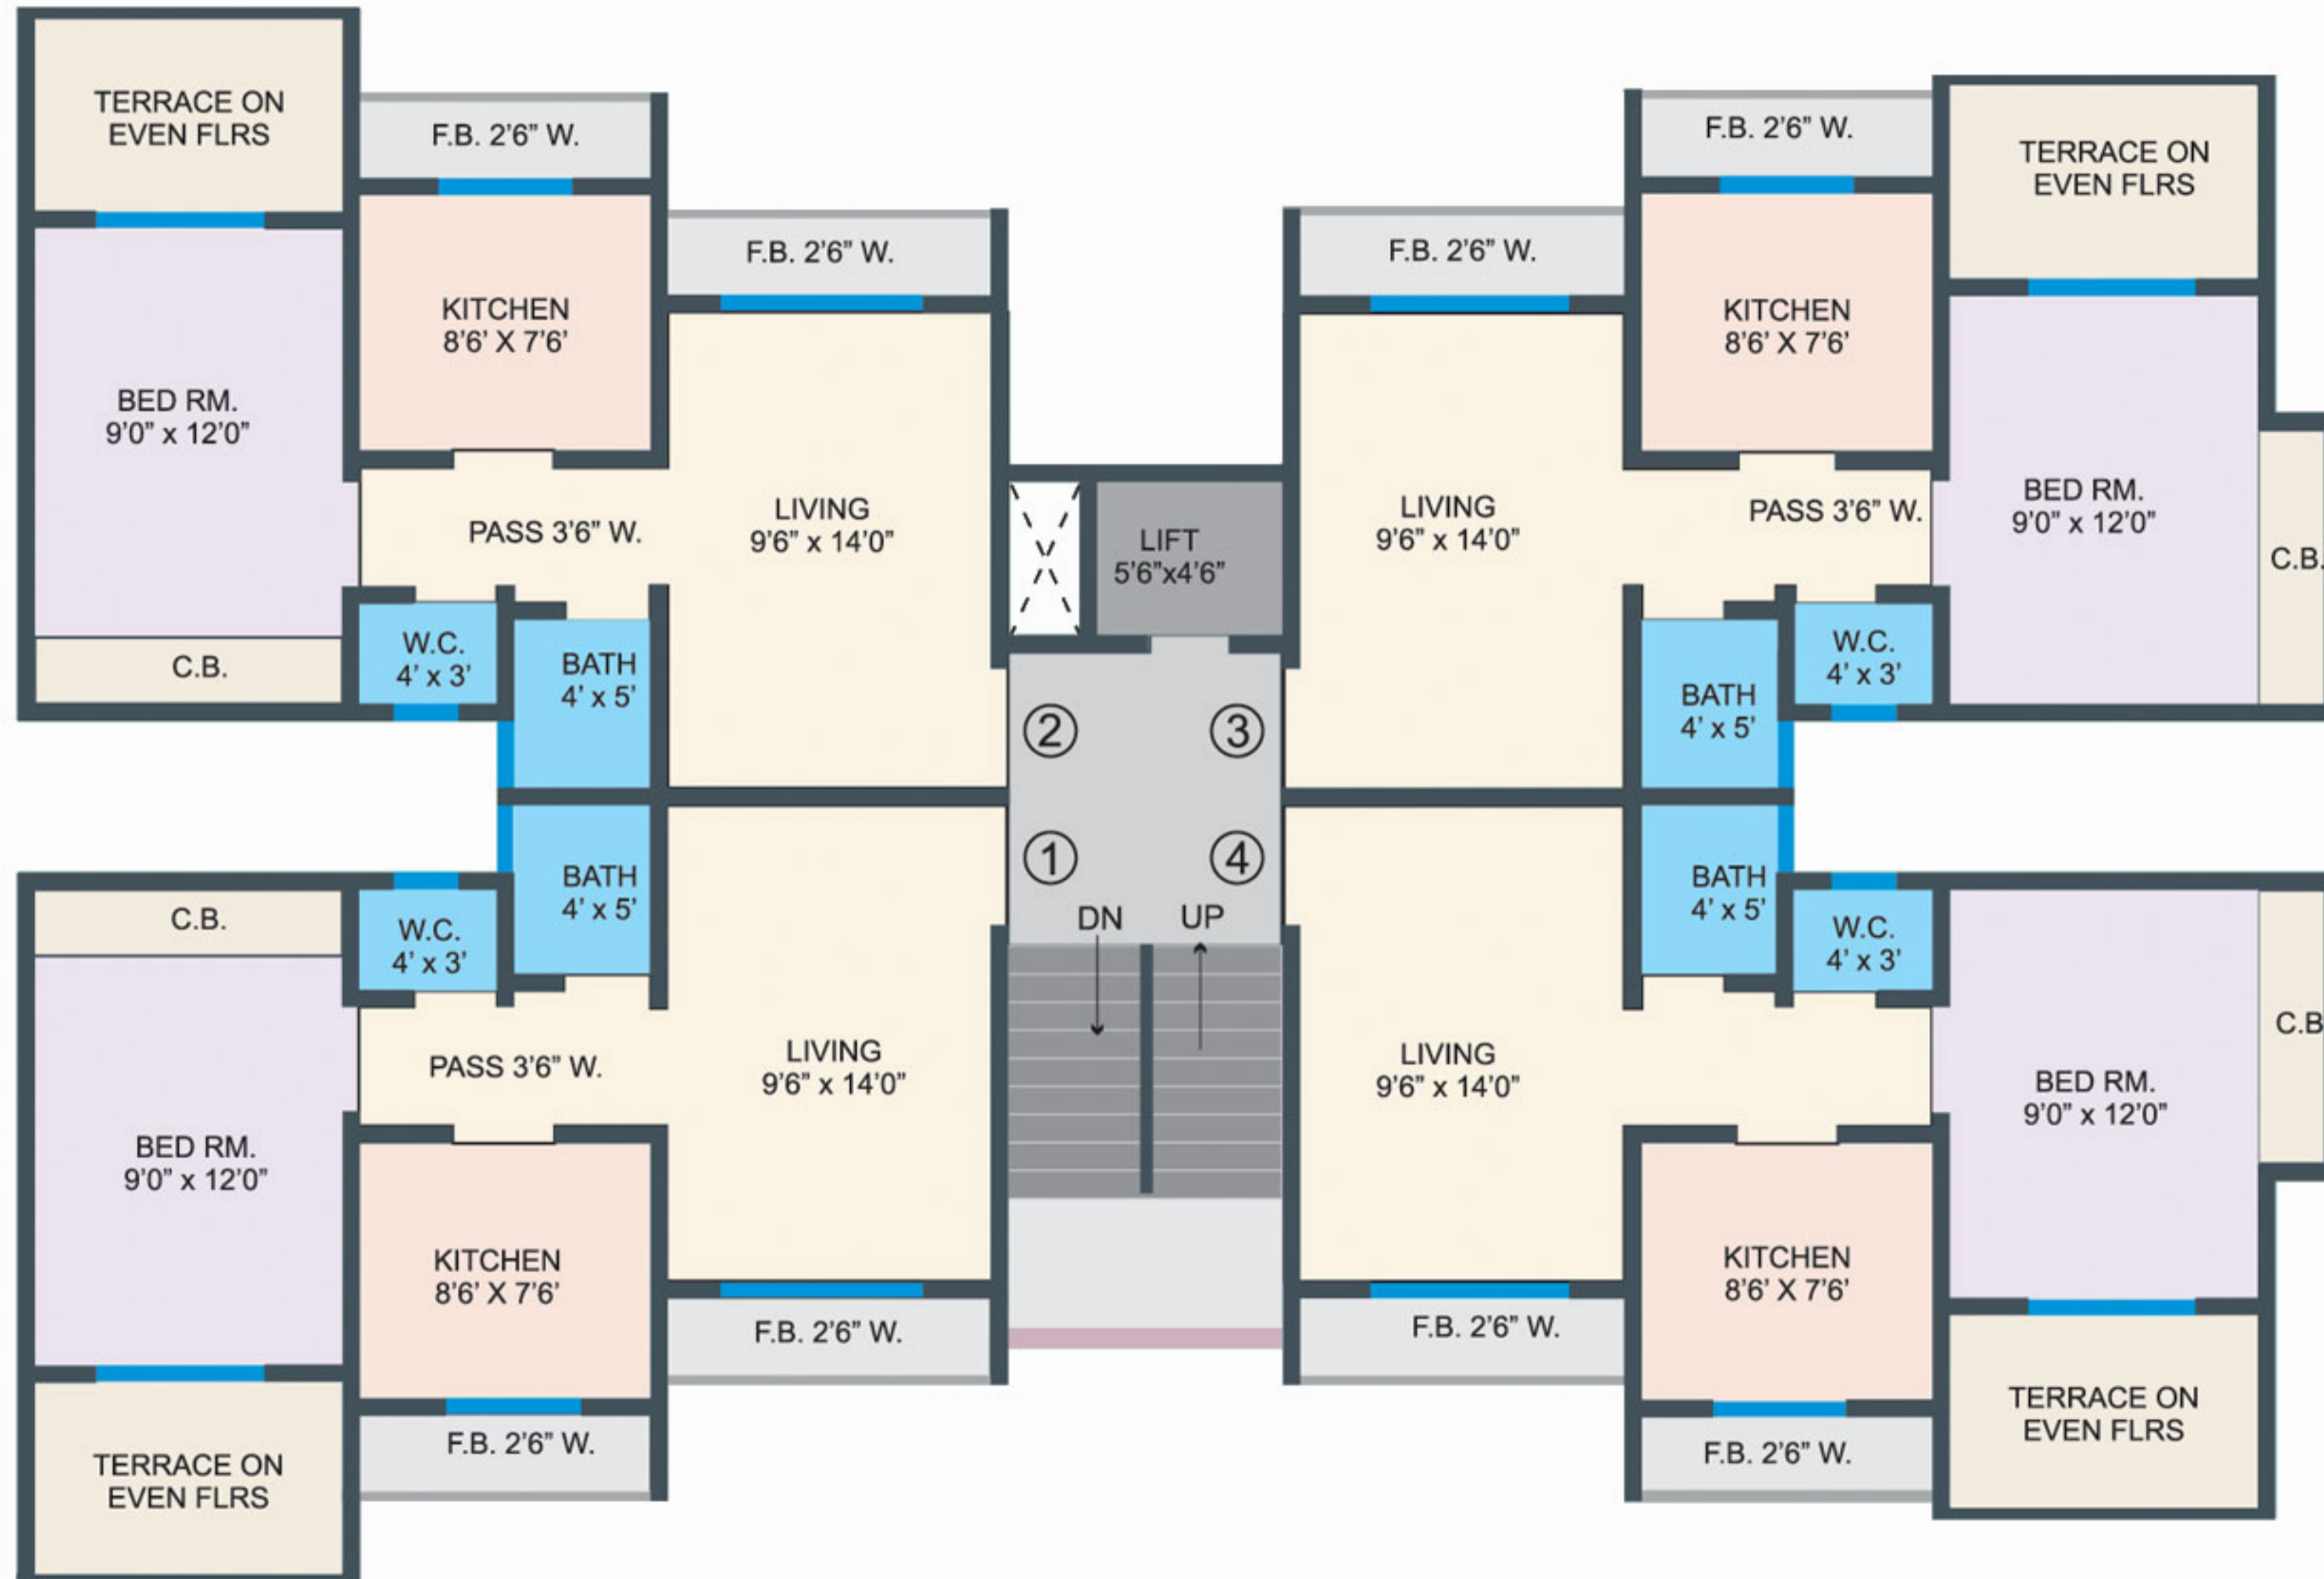 TERRACE ON
EVEN FLRS
F.B. 2'6” W.
F.B. 2'6” W.
KITCHEN
8'6' X 7'6'
BED RM.
9'0” x 12'0”
PASS 3'6” W.
LIVING
9'6” x 14'0”
C.B.
W.C.
4' x 3'
BATH
4' x 5'
LIFT
5'6”x4'6”
F.B. 2'6” W.
F.B. 2'6” W.
TERRACE ON
EVEN FLRS
KITCHEN
8'6' X 7'6'
LIVING
9'6” x 14'0”
PASS 3'6” W.
BED RM.
9'0” x 12'0”
C.B.
BATH
4' x 5'
W.C.
4' x 3'
2
3
1
4
DN
UP
C.B.
W.C.
4' x 3'
BATH
4' x 5'
PASS 3'6” W.
LIVING
9'6” x 14'0”
BED RM.
9'0” x 12'0”
KITCHEN
8'6' X 7'6'
F.B. 2'6” W.
F.B. 2'6” W.
TERRACE ON
EVEN FLRS
BATH
4' x 5'
W.C.
4' x 3'
C.B
LIVING
9'6” x 14'0”
BED RM.
9'0” x 12'0”
KITCHEN
8'6' X 7'6'
F.B. 2'6” W.
F.B. 2'6” W.
TERRACE ON
EVEN FLRS